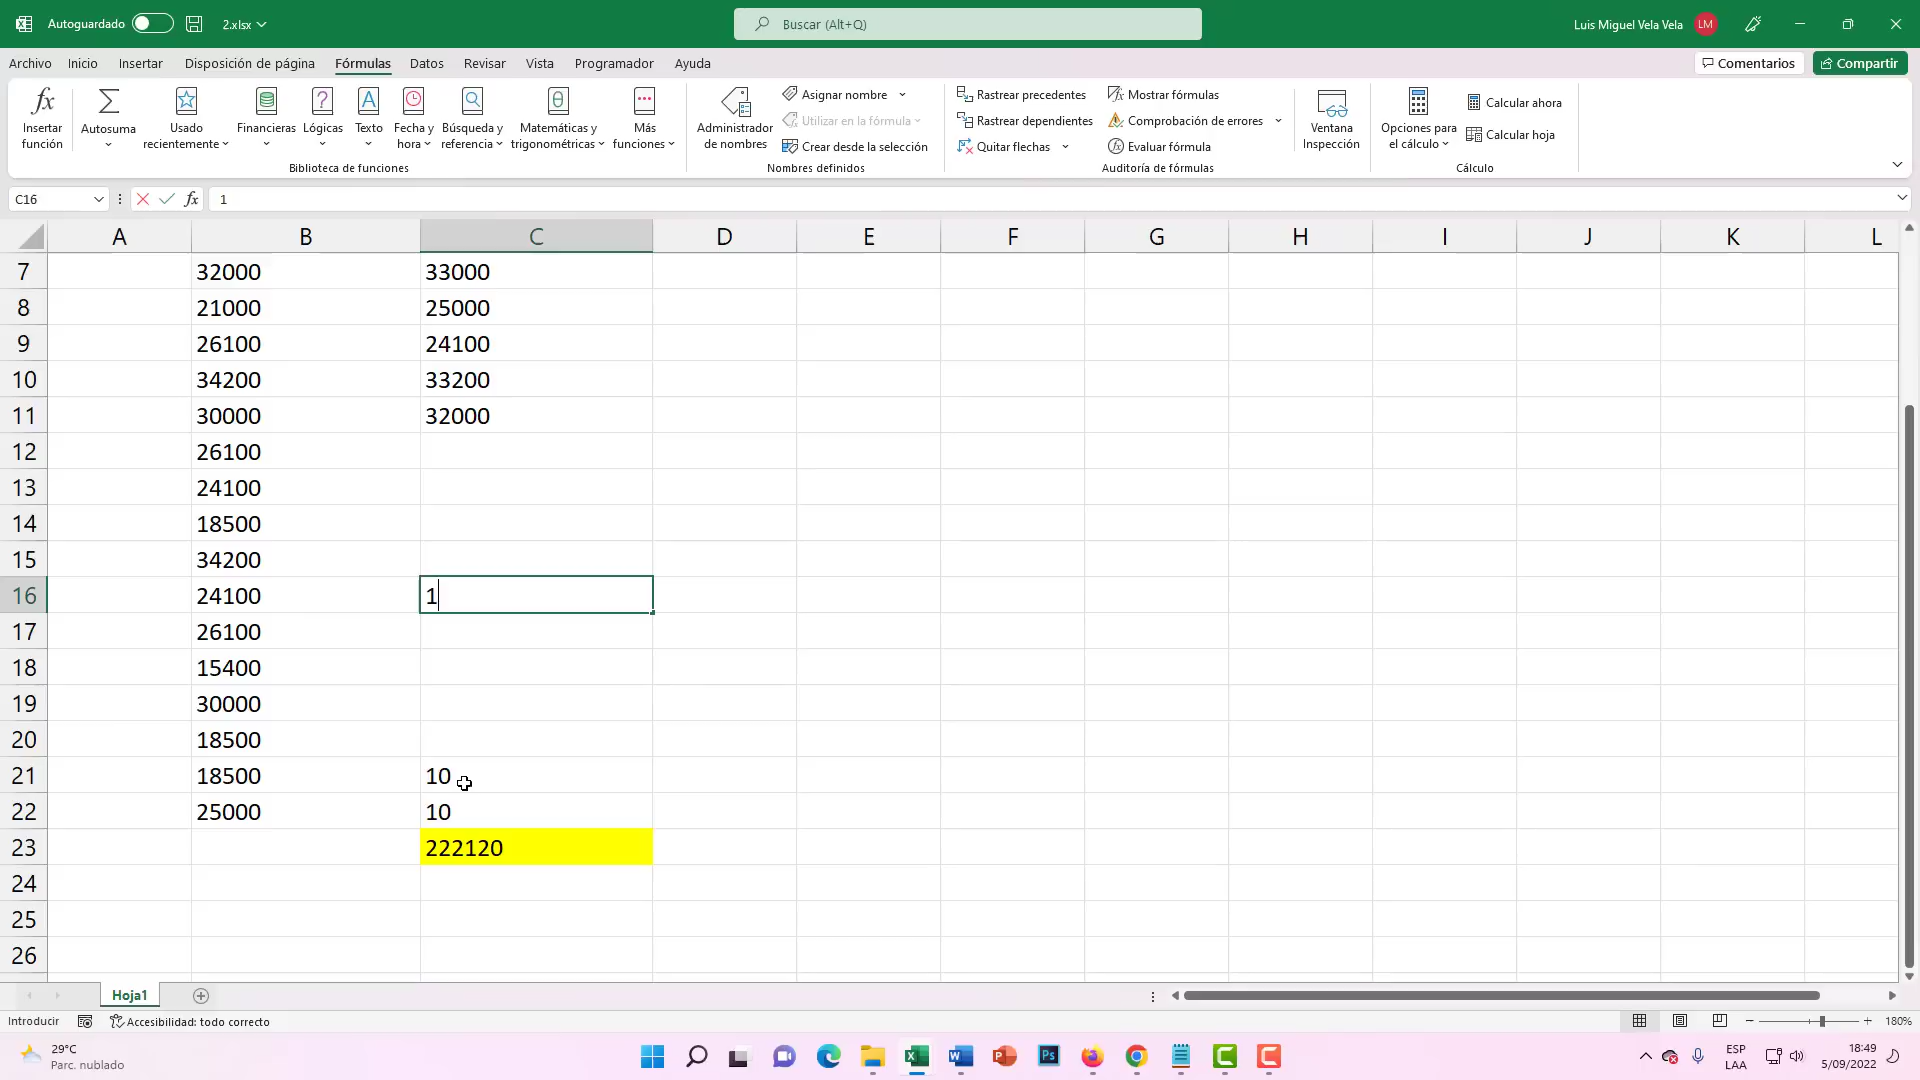 Autoguardado 2.xlsx Buscar (Alt+Q) Luis Miguel Vela Vela LM
Archivo Inicio Insertar Disposición de página Fórmulas Datos Revisar Vista Programador Ayuda Comentarios Compartir
Insertar función
Autosuma
Usado recientemente
Financieras
Lógicas
Texto
Fecha y hora
Búsqueda y referencia
Matemáticas y trigonométricas
Más funciones
Biblioteca de funciones
Administrador de nombres
Asignar nombre
Utilizar en la fórmula
Crear desde la selección
Nombres definidos
Rastrear precedentes
Rastrear dependientes
Quitar flechas
Mostrar fórmulas
Comprobación de errores
Evaluar fórmula
Auditoría de fórmulas
Ventana Inspección
Opciones para el cálculo
Calcular ahora
Calcular hoja
Cálculo
C16 fx 1
A B C D E F G H I J K L
7 32000 33000
8 21000 25000
9 26100 24100
10 34200 33200
11 30000 32000
12 26100
13 24100
14 18500
15 34200
16 24100 1
17 26100
18 15400
19 30000
20 18500
21 18500 10
22 25000 10
23 222120
24
25
26
Hoja1
Introducir Accesibilidad: todo correcto 180%
29°C
Parc. nublado
ESP
LAA
18:49
5/09/2022